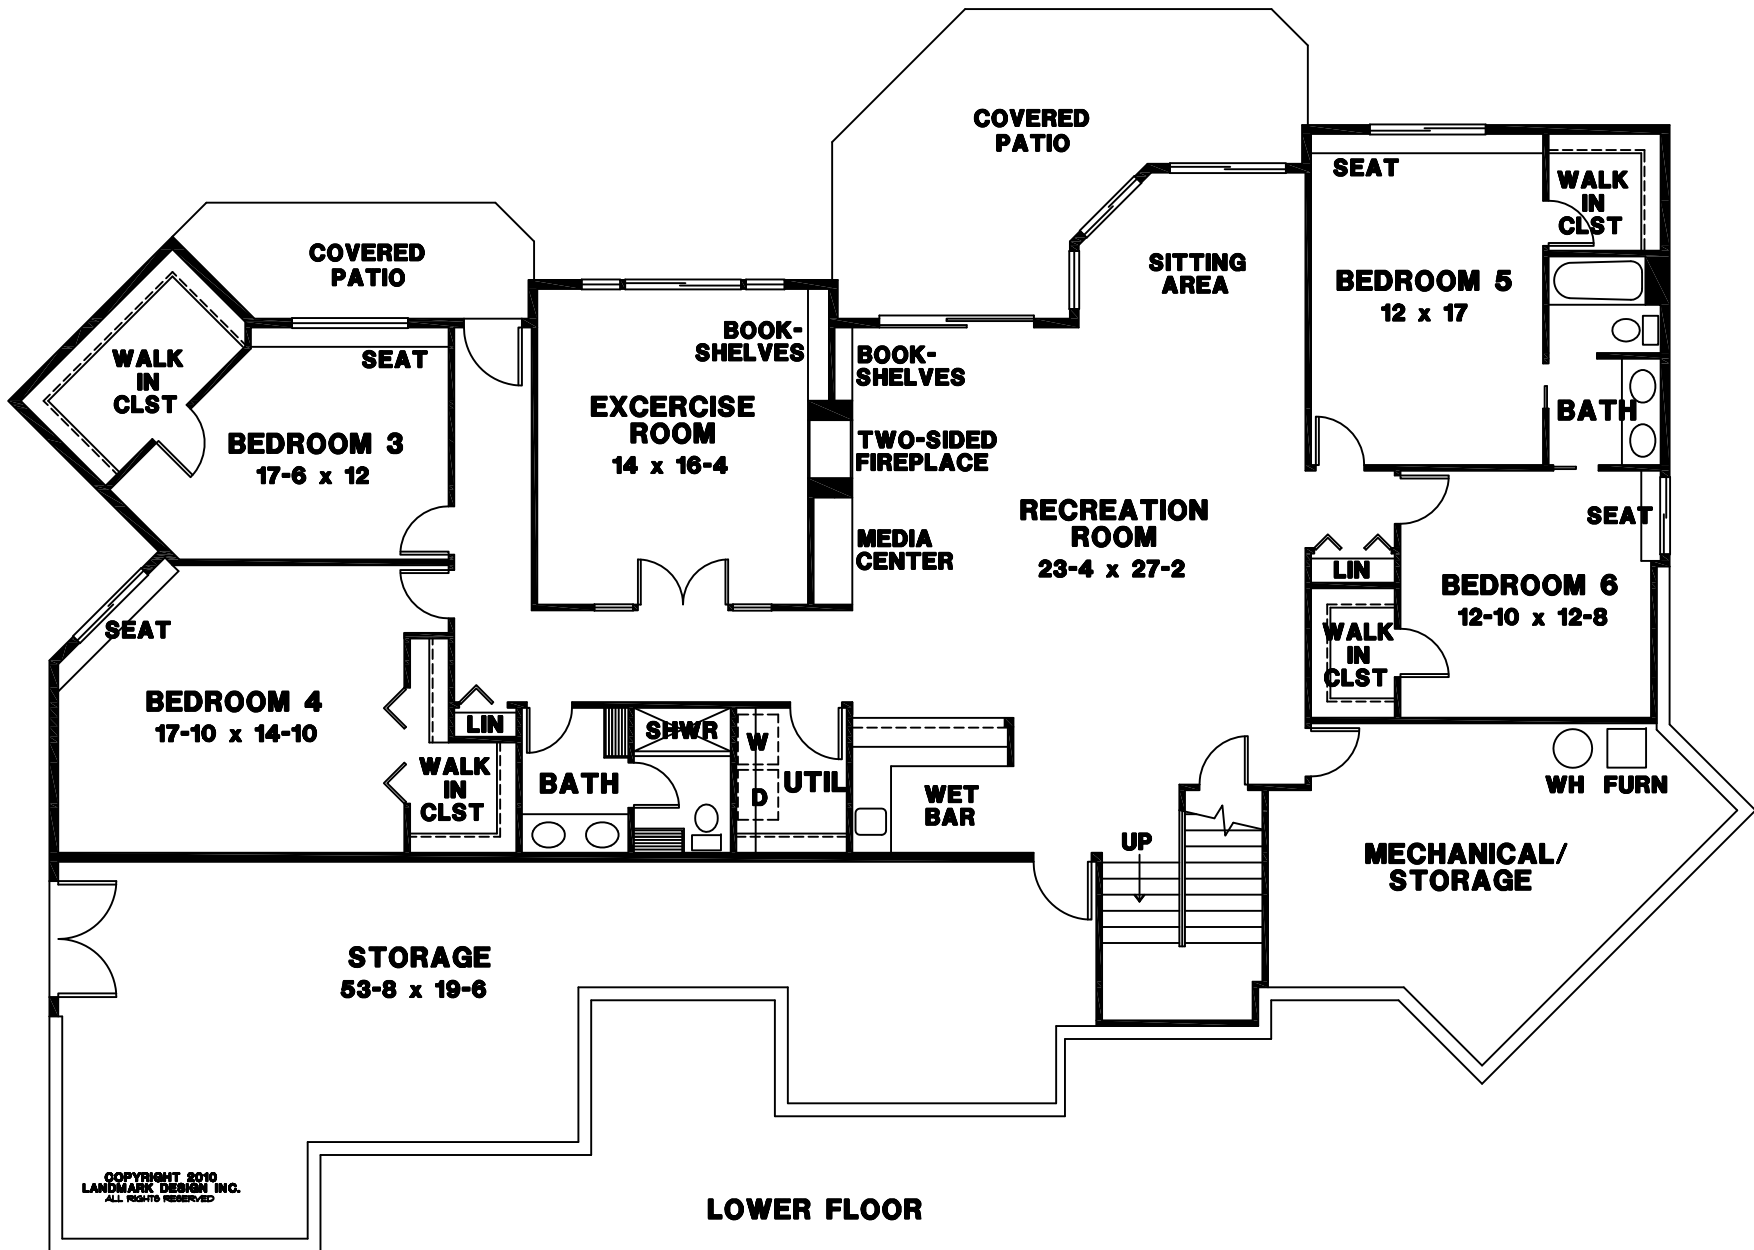 COVERED
PATIO
COVERED
PATIO
SEAT
WALK
IN
CLST
BEDROOM 5
12 x 17
SITTING
AREA
BOOK-
SHELVES
BOOK-
SHELVES
WALK
IN
CLST
SEAT
BEDROOM 3
17-6 x 12
EXCERCISE
ROOM
14 x 16-4
TWO-SIDED
FIREPLACE
BATH
RECREATION
ROOM
23-4 x 27-2
MEDIA
CENTER
SEAT
LIN
BEDROOM 6
12-10 x 12-8
WALK
IN
CLST
SEAT
BEDROOM 4
17-10 x 14-10
LIN
WALK
IN
CLST
BATH
SHWR
W
D
UTIL
WET
BAR
UP
WH
FURN
MECHANICAL/
STORAGE
STORAGE
53-8 x 19-6
COPYRIGHT 2010
LANDMARK DESIGN INC.
ALL RIGHTS RESERVED
LOWER FLOOR